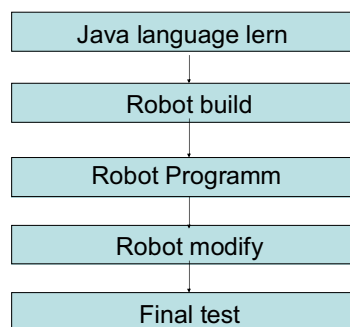 Java language lern
Robot build
Robot Programm
Robot modify
Final test